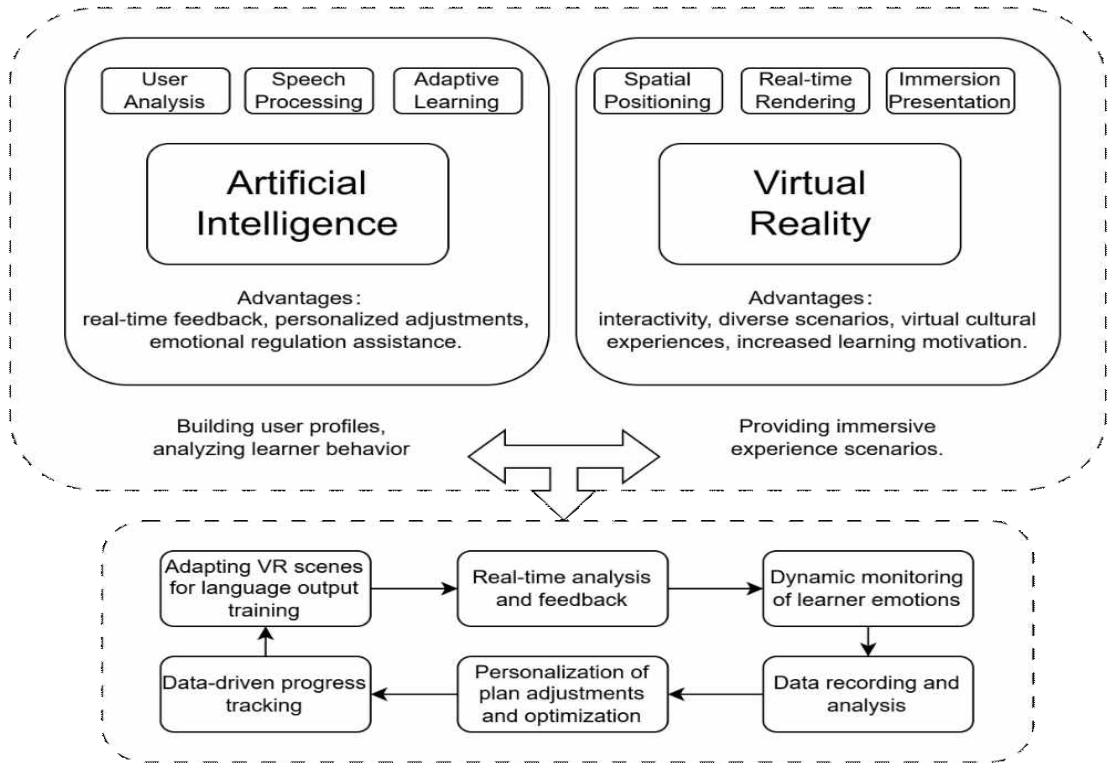 User
Analysis
Speech
Processing
Adaptive
Learning
Artificial
Intelligence
Advantages:
real-time feedback, personalized adjustments,
emotional regulation assistance.
Spatial
Positioning
Real-time
Rendering
Immersion
Presentation
Virtual
Reality
Advantages:
interactivity, diverse scenarios, virtual cultural
experiences, increased learning motivation.
Building user profiles,
analyzing learner behavior
Providing immersive
experience scenarios.
Adapting VR scenes
for language output
training
Real-time analysis
and feedback
Dynamic monitoring
of learner emotions
Data-driven progress
tracking
Personalization of
plan adjustments
and optimization
Data recording and
analysis